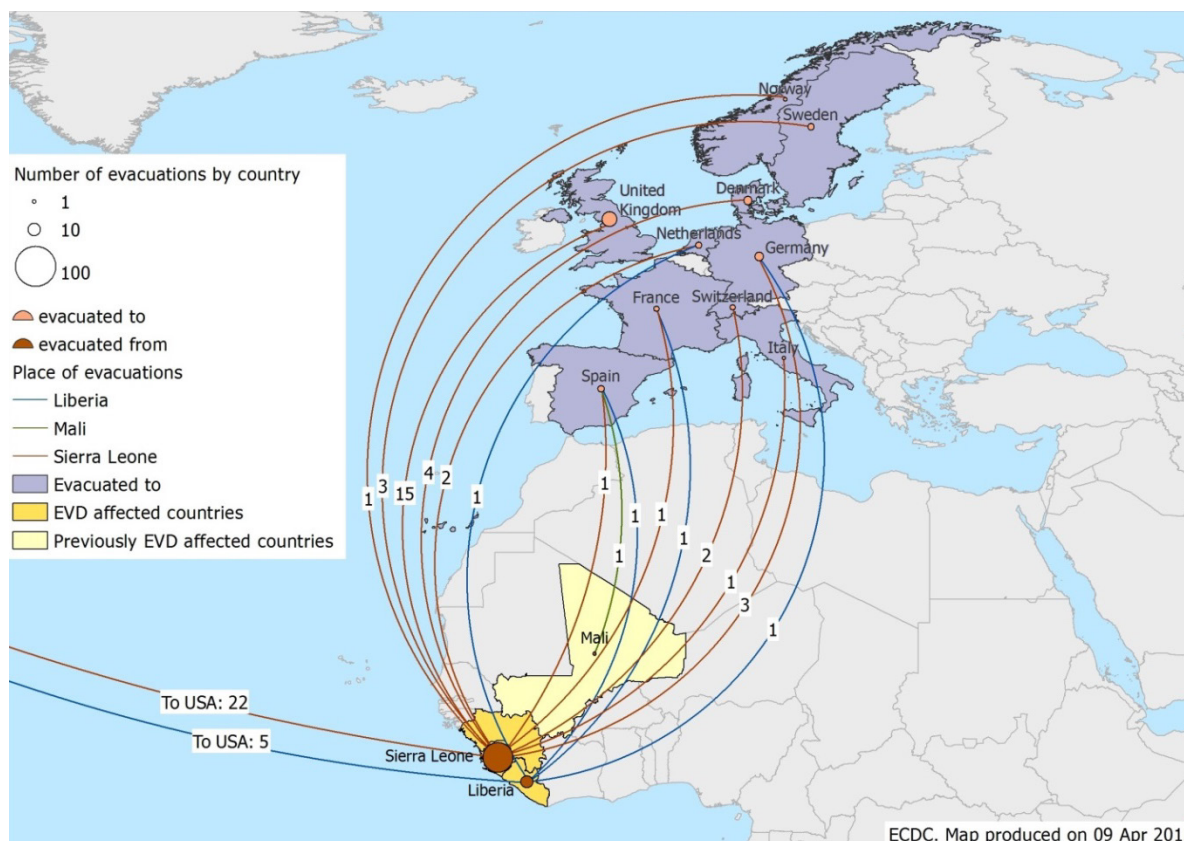 Number of evacuations by country
1
10
100
evacuated to
evacuated from
Place of evacuations
Liberia
Mali
Sierra Leone
Evacuated to
EVD affected countries
Previously EVD affected countries
Norway
Sweden
United
Kingdom
Denmark
Netherlands
Germany
France
Switzerland
Italy
Spain
1
3
15
4
2
1
1
1
1
1
1
2
1
3
1
Mali
To USA: 22
To USA: 5
Sierra Leone
Liberia
ECDC. Map produced on 09 Apr 201